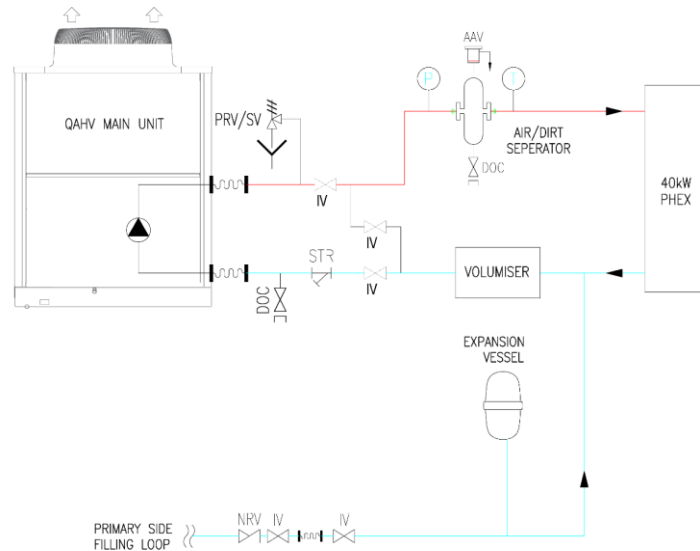 AAV
QAHV MAIN UNIT
PRV/SV
P
T
AIR/DIRT
SEPERATOR
DOC
40kW
PHEX
IV
IV
STR
IV
DOC
VOLUMISER
EXPANSION
VESSEL
PRIMARY SIDE
FILLING LOOP
NRV
IV
IV